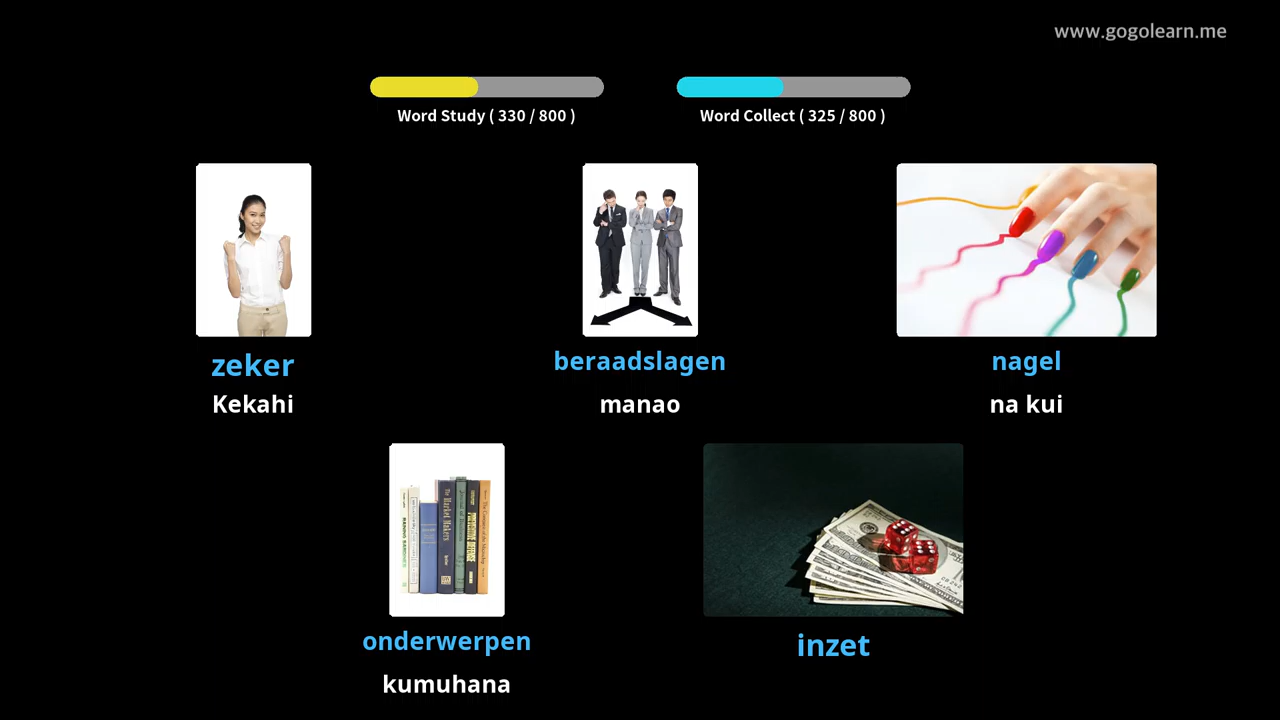 www.gogolearn.me
Word Study ( 330 / 800 )
Word Collect ( 325 / 800 )
zeker
Kekahi
beraadslagen
manao
nagel
na kui
onderwerpen
kumuhana
inzet